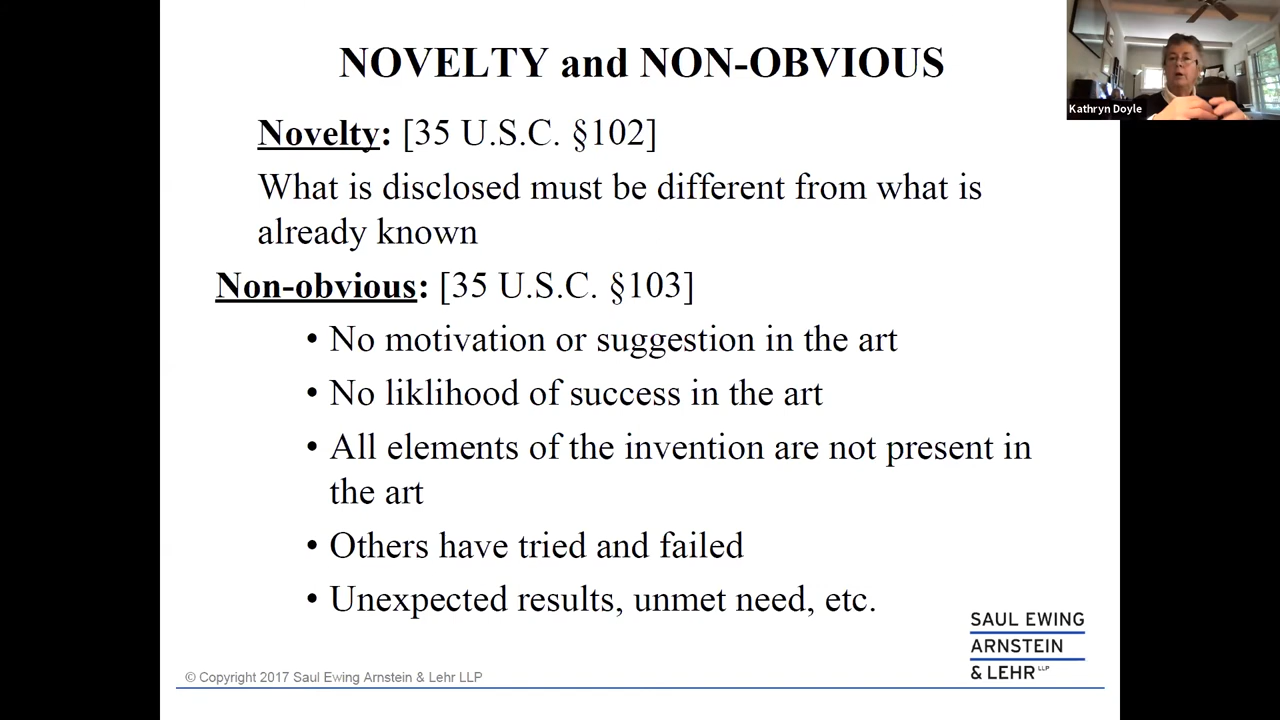 NOVELTY and NON-OBVIOUS
Kathryn Doyle
Novelty: [35 U.S.C. §102]
What is disclosed must be different from what is
already known
Non-obvious: [35 U.S.C. §103]
• No motivation or suggestion in the art
• No liklihood of success in the art
• All elements of the invention are not present in
the art
• Others have tried and failed
• Unexpected results, unmet need, etc.
SAUL EWING
ARNSTEIN
& LEHR LLP
© Copyright 2017 Saul Ewing Arnstein & Lehr LLP